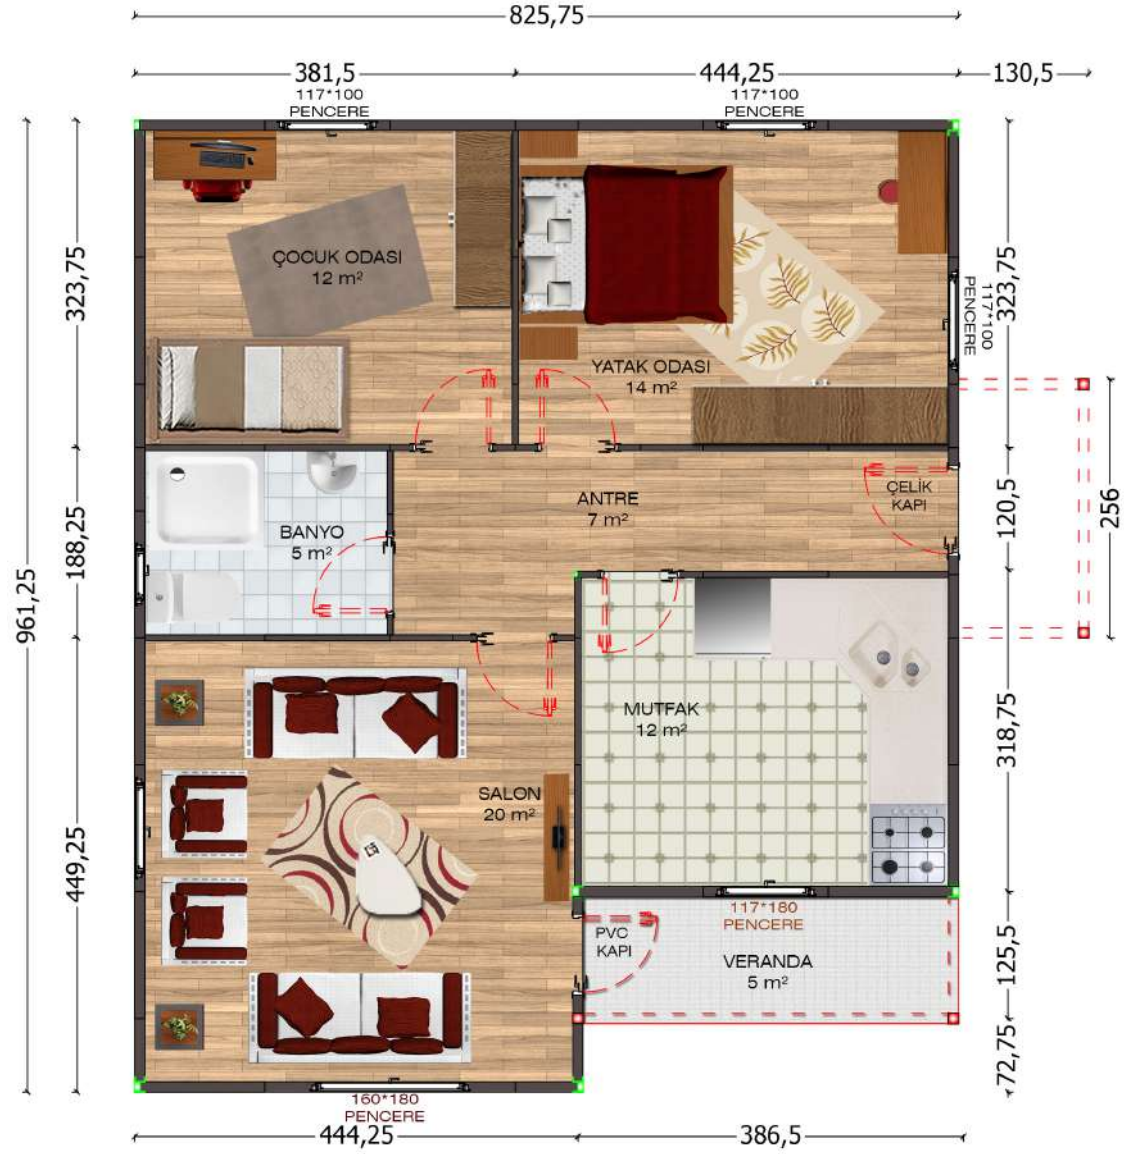 825,75
381,5
444,25
130,5
117*100
PENCERE
117*100
PENCERE
961,25
323,75
ÇOCUK ODASI
12 m²
YATAK ODASI
14 m²
117*100
PENCERE
323,75
188,25
BANYO
5 m²
ANTRE
7 m²
ÇELİK
KAPI
120,5
256
449,25
SALON
20 m²
MUTFAK
12 m²
318,75
117*180
PENCERE
PVC
KAPI
VERANDA
5 m²
125,5
72,75
160*180
PENCERE
444,25
386,5